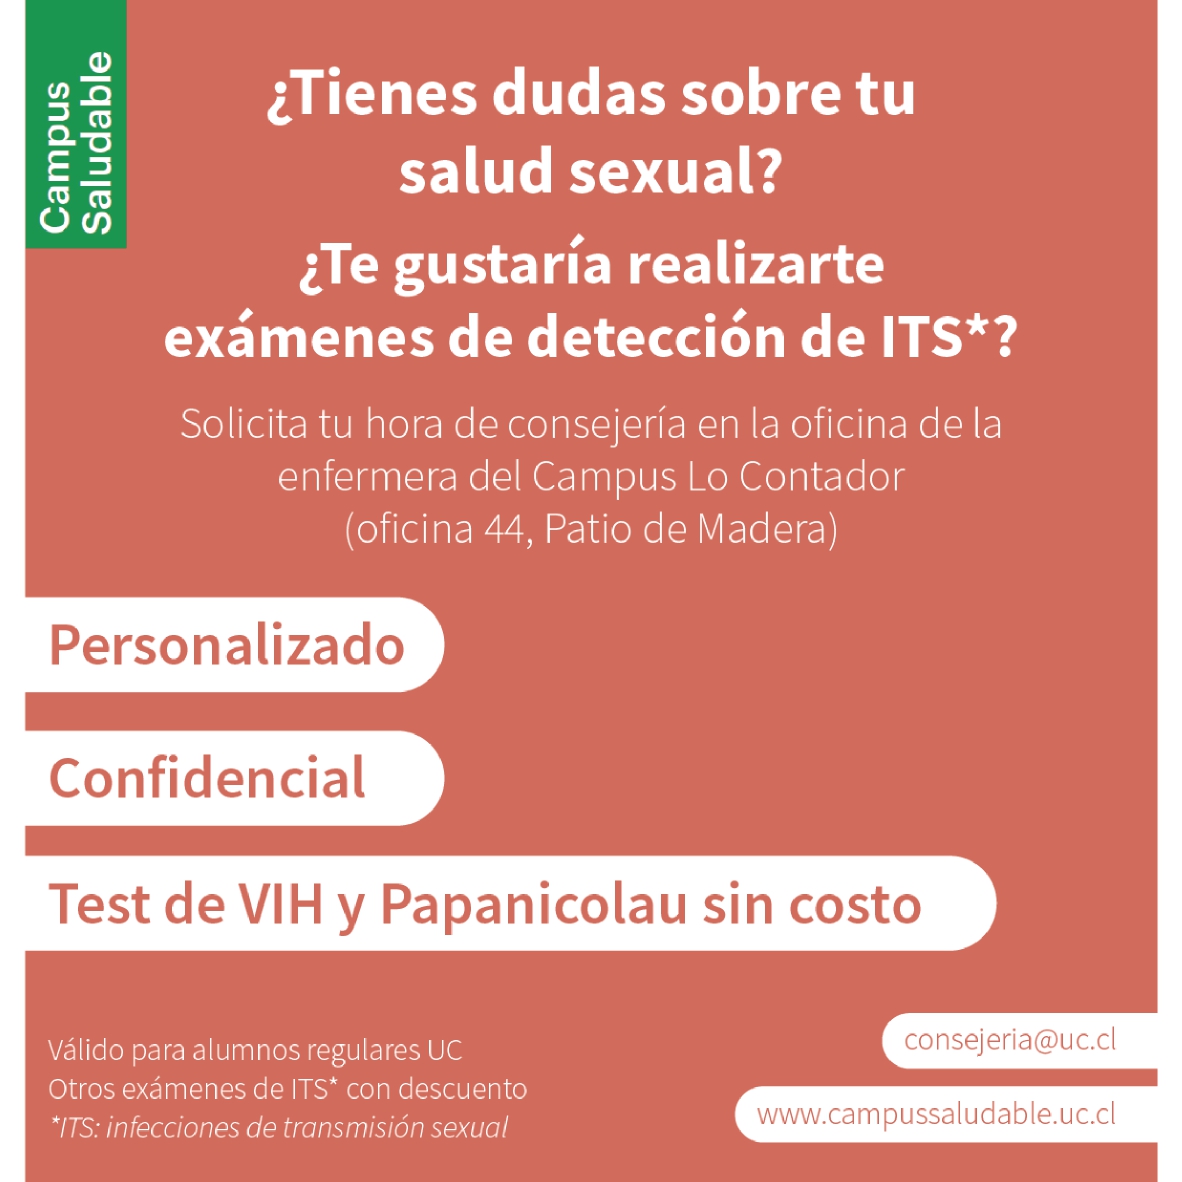 Campus
Saludable
¿Tienes dudas sobre tu
salud sexual?
¿Te gustaría realizarte
exámenes de detección de ITS*?
Solicita tu hora de consejería en la oficina de la
enfermera del Campus Lo Contador
(oficina 44, Patio de Madera)
Personalizado
Confidencial
Test de VIH y Papanicolau sin costo
Válido para alumnos regulares UC
Otros exámenes de ITS* con descuento
*ITS: infecciones de transmisión sexual
consejeria@uc.cl
www.campussaludable.uc.cl